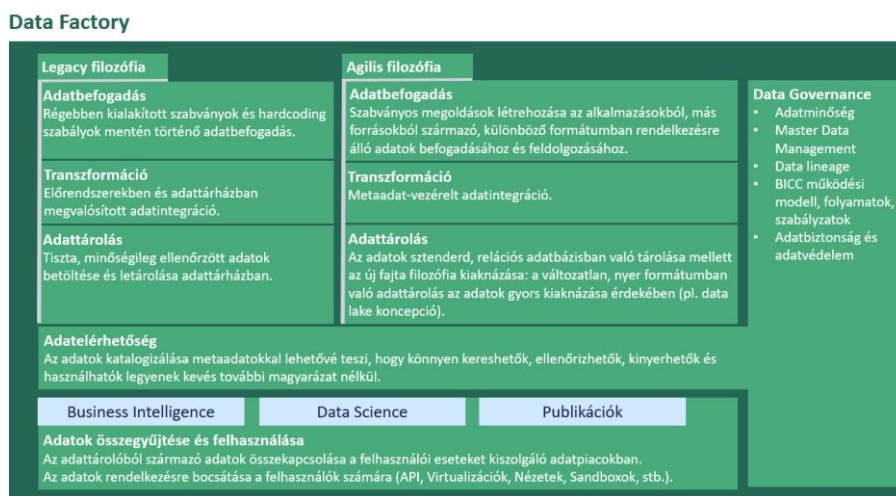 Data Factory
Legacy filozófia
Adatbefogadás
Régebben kialakított szabványok és hardcoding
szabályok mentén történő adatbefogadás.
Transzformáció
Előrendszerekben és adattárházban
megvalósított adatintegráció.
Adattárolás
Tiszta, minőségileg ellenőrzött adatok
betöltése és letárolása adattárházban.
Agilis filozófia
Adatbefogadás
Szabványos megoldások létrehozása az alkalmazásokból, más
forrásokból származó, különböző formátumban rendelkezésre
álló adatok befogadásához és feldolgozásához.
Transzformáció
Metaadat-vezérelt adatintegráció.
Adattárolás
Az adatok sztenderd, relációs adatbázisban való tárolása mellett
az új fajta filozófia kiaknázása: a változatlan, nyer formátumban
való adattárolás az adatok gyors kiaknázása érdekében (pl. data
lake koncepció).
Data Governance
• Adatminőség
• Master Data
Management
• Data lineage
• BICC működési
modell, folyamatok,
szabályzatok
• Adatbiztonság és
adatvédelem
Adatelérhetőség
Az adatok katalogizálása metaadatokkal lehetővé teszi, hogy könnyen kereshetők, ellenőrizhetők, kinyerhetők és
használhatók legyenek kevés további magyarázat nélkül.
Business Intelligence
Data Science
Publikációk
Adatok összegyűjtése és felhasználása
Az adattárolóból származó adatok összekapcsolása a felhasználói eseteket kiszolgáló adatpiacokban.
Az adatok rendelkezésre bocsátása a felhasználók számára (API, Virtualizációk, Nézetek, Sandboxok, stb.).